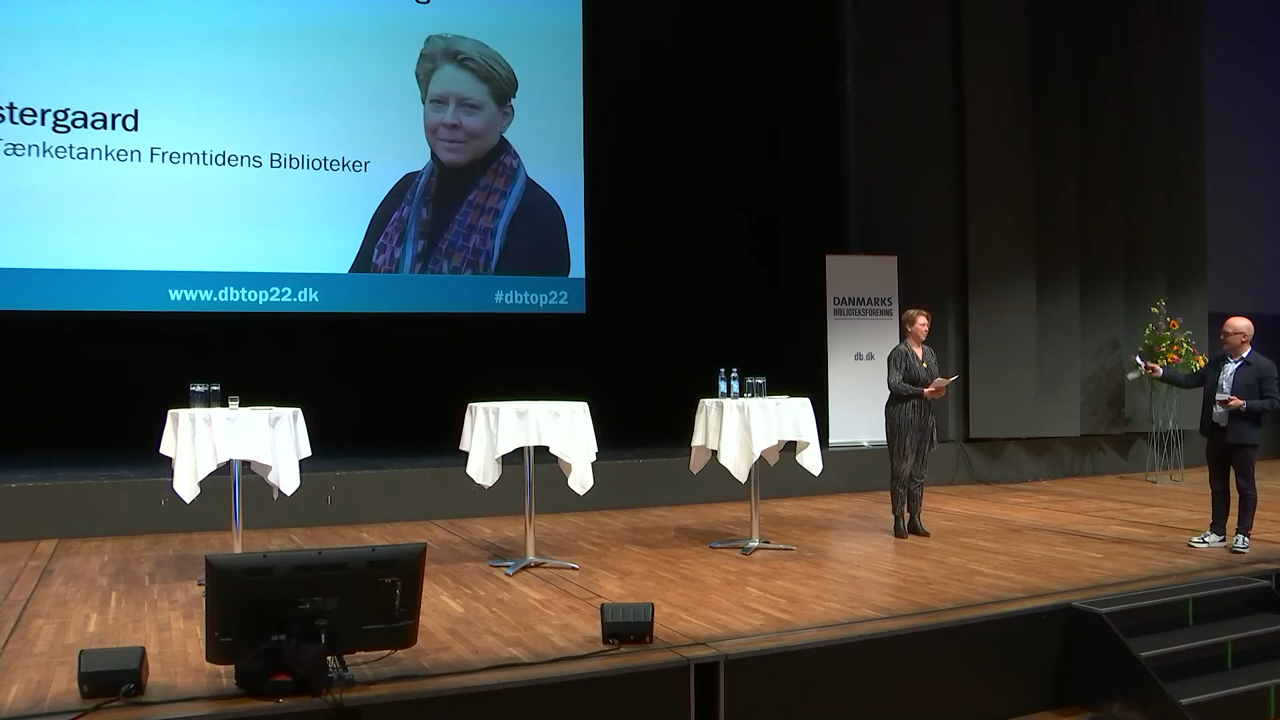 stergaard
Tænketanken Fremtidens Biblioteker
www.dbtop22.dk
#dbtop22
DANMARKS
BIBLIOTEKSFORENING
db.dk